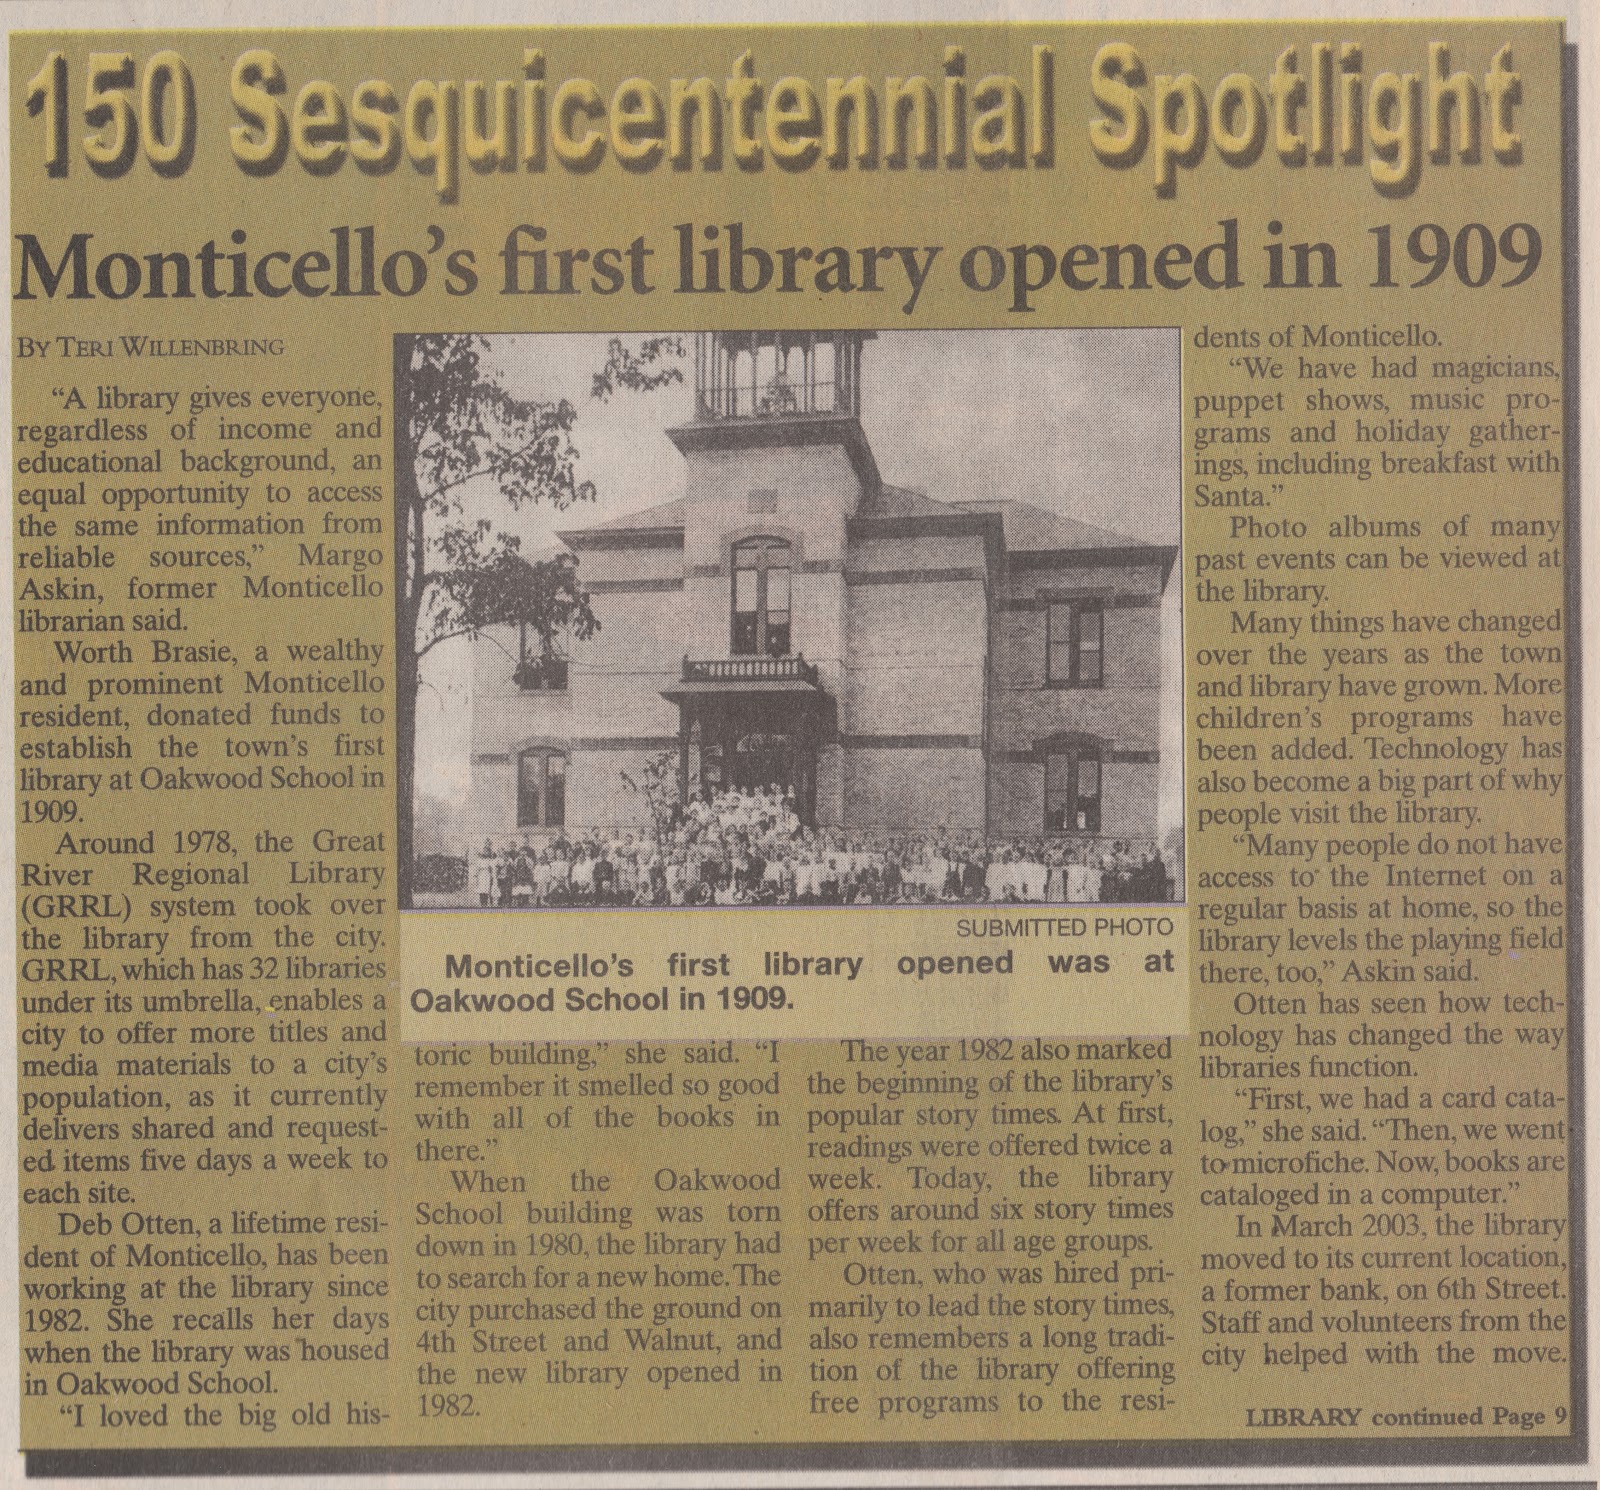 150 Sesquicentennial Spotlight
Monticello's first library opened in 1909
BY TERI WILLENBRING
“A library gives everyone,
regardless of income and
educational background, an
equal opportunity to access
the same information from
reliable sources,” Margo
Askin, former Monticello
librarian said.
Worth Brasie, a wealthy
and prominent Monticello
resident, donated funds to
establish the town's first
library at Oakwood School in
1909.
Around 1978, the Great
River Regional Library
(GRRL) system took over
the library from the city.
GRRL, which has 32 libraries
under its umbrella, enables a
city to offer more titles and
media materials to a city's
population, as it currently
delivers shared and request-
ed items five days a week to
each site.
Deb Otten, a lifetime resi-
dent of Monticello, has been
working at the library since
1982. She recalls her days
when the library was housed
in Oakwood School.
“I loved the big old his-
SUBMITTED PHOTO
Monticello's first library opened was at
Oakwood School in 1909.
toric building,” she said. “I
remember it smelled so good
with all of the books in
there.”
When the Oakwood
School building was torn
down in 1980, the library had
to search for a new home. The
city purchased the ground on
4th Street and Walnut, and
the new library opened in
1982.
The year 1982 also marked
the beginning of the library's
popular story times. At first,
readings were offered twice a
week. Today, the library
offers around six story times
per week for all age groups.
Otten, who was hired pri-
marily to lead the story times,
also remembers a long tradi-
tion of the library offering
free programs to the resi-
dents of Monticello.
“We have had magicians,
puppet shows, music pro-
grams and holiday gather-
ings, including breakfast with
Santa.”
Photo albums of many
past events can be viewed at
the library.
Many things have changed
over the years as the town
and library have grown. More
children's programs have
been added. Technology has
also become a big part of why
people visit the library.
“Many people do not have
access to the Internet on a
regular basis at home, so the
library levels the playing field
there, too,” Askin said.
Otten has seen how tech-
nology has changed the way
libraries function.
“First, we had a card cata-
log,” she said. “Then, we went
to microfiche. Now, books are
cataloged in a computer.”
In March 2003, the library
moved to its current location,
a former bank, on 6th Street.
Staff and volunteers from the
city helped with the move.
LIBRARY continued Page 9